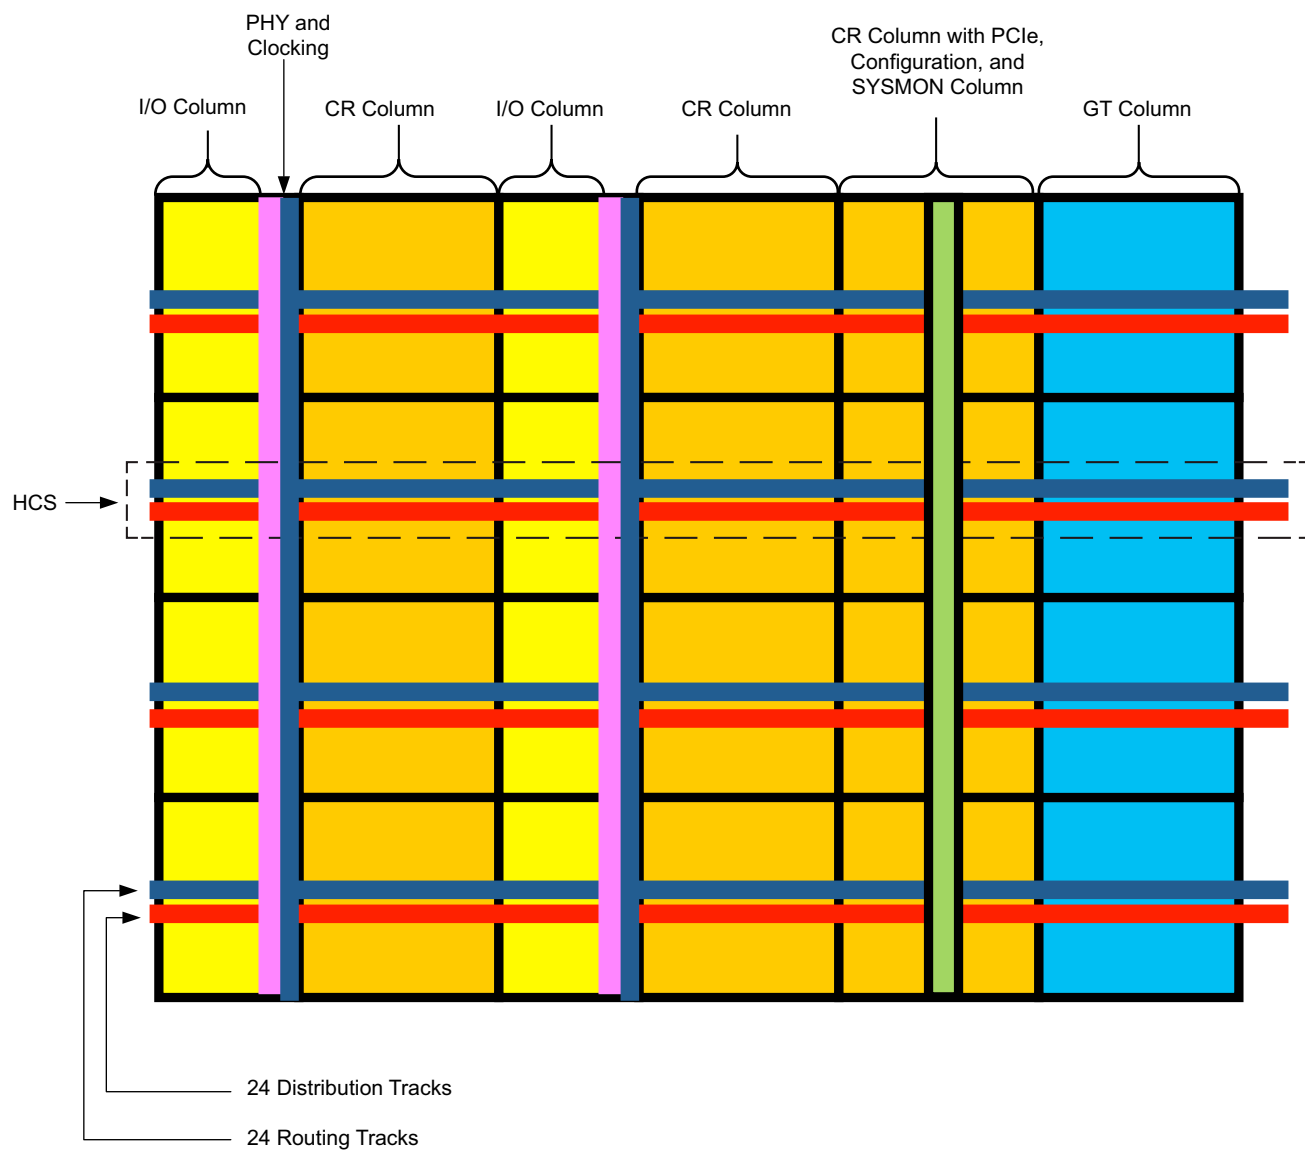 PHY and
Clocking
CR Column with PCIe,
Configuration, and
SYSMON Column
I/O Column
CR Column
I/O Column
CR Column
GT Column
HCS
24 Distribution Tracks
24 Routing Tracks